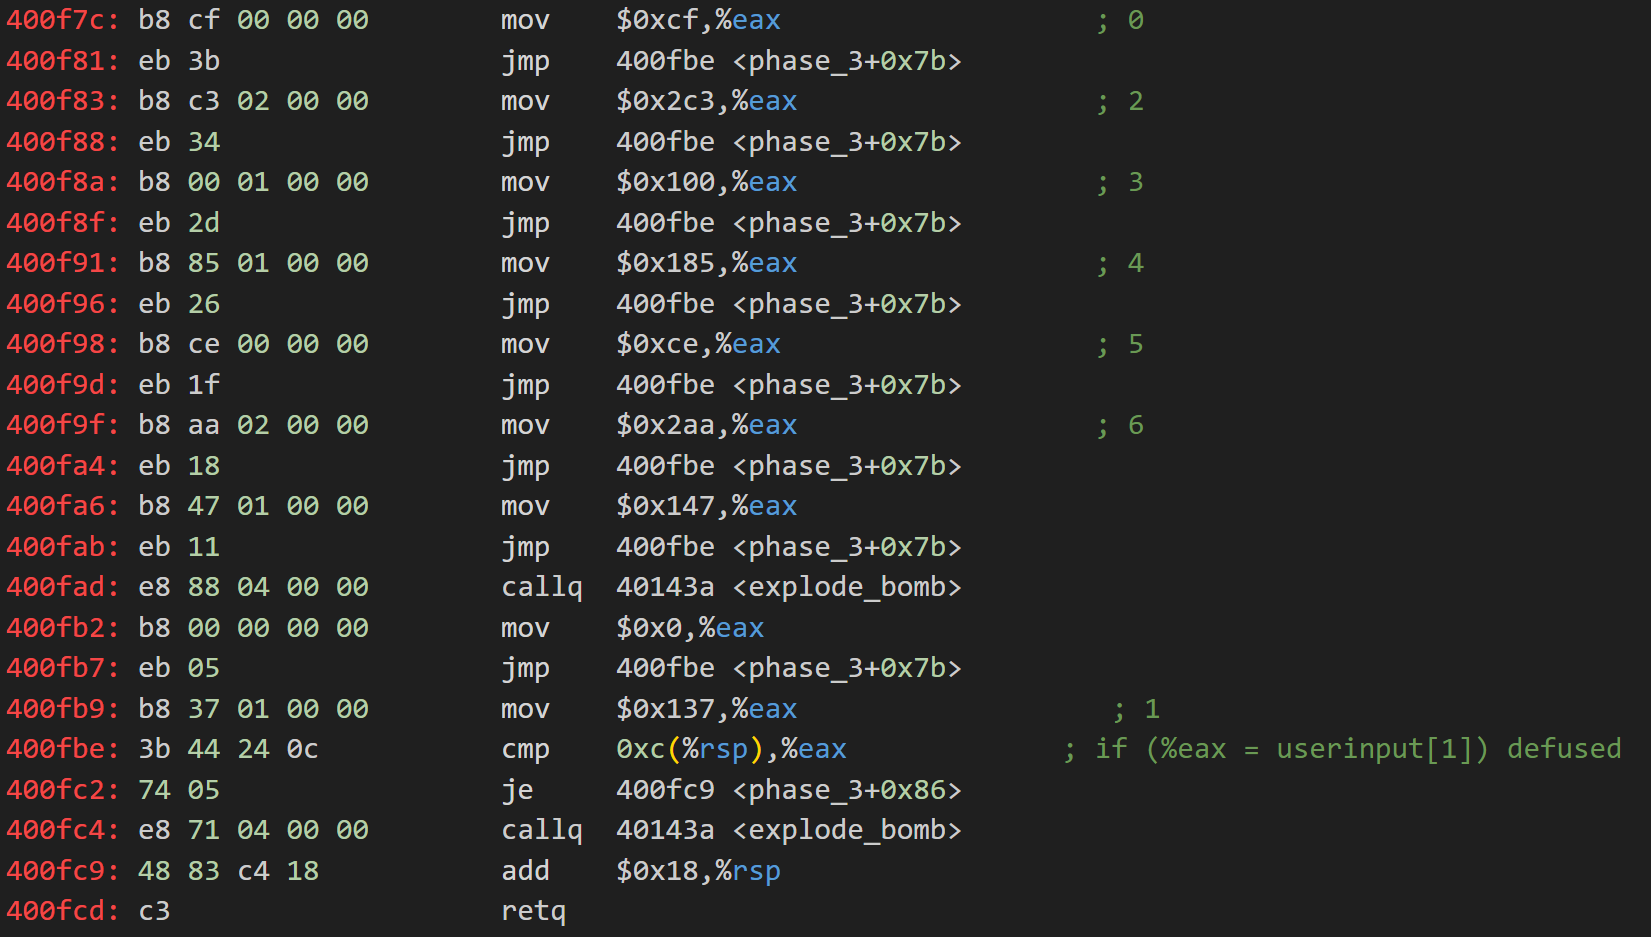 400f7c: b8 cf 00 00 00 mov $0xcf,%eax ; 0
400f81: eb 3b jmp 400fbe <phase_3+0x7b>
400f83: b8 c3 02 00 00 mov $0x2c3,%eax ; 2
400f88: eb 34 jmp 400fbe <phase_3+0x7b>
400f8a: b8 00 01 00 00 mov $0x100,%eax ; 3
400f8f: eb 2d jmp 400fbe <phase_3+0x7b>
400f91: b8 85 01 00 00 mov $0x185,%eax ; 4
400f96: eb 26 jmp 400fbe <phase_3+0x7b>
400f98: b8 ce 00 00 00 mov $0xce,%eax ; 5
400f9d: eb 1f jmp 400fbe <phase_3+0x7b>
400f9f: b8 aa 02 00 00 mov $0x2aa,%eax ; 6
400fa4: eb 18 jmp 400fbe <phase_3+0x7b>
400fa6: b8 47 01 00 00 mov $0x147,%eax
400fab: eb 11 jmp 400fbe <phase_3+0x7b>
400fad: e8 88 04 00 00 callq 40143a <explode_bomb>
400fb2: b8 00 00 00 00 mov $0x0,%eax
400fb7: eb 05 jmp 400fbe <phase_3+0x7b>
400fb9: b8 37 01 00 00 mov $0x137,%eax ; 1
400fbe: 3b 44 24 0c cmp 0xc(%rsp),%eax ; if (%eax = userinput[1]) defused
400fc2: 74 05 je 400fc9 <phase_3+0x86>
400fc4: e8 71 04 00 00 callq 40143a <explode_bomb>
400fc9: 48 83 c4 18 add $0x18,%rsp
400fcd: c3 retq